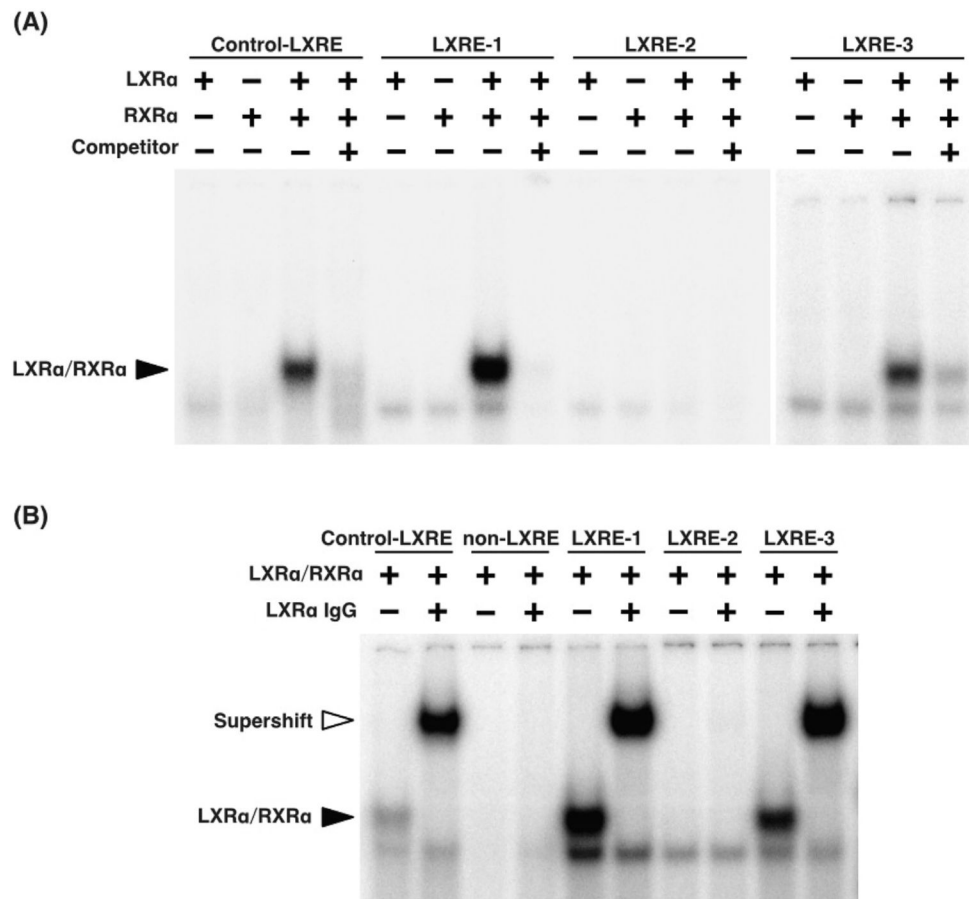 (A)
Control-LXRE LXRE-1 LXRE-2 LXRE-3
LXRα + − + + + − + + + − + + + − + +
RXRα − + + + − + + + − + + + − + + +
Competitor − − − + − − − + − − − + − − − +
LXRα/RXRα
(B)
Control-LXRE non-LXRE LXRE-1 LXRE-2 LXRE-3
LXRα/RXRα + + + + + + + + + +
LXRα IgG − + − + − + − + − +
Supershift
LXRα/RXRα